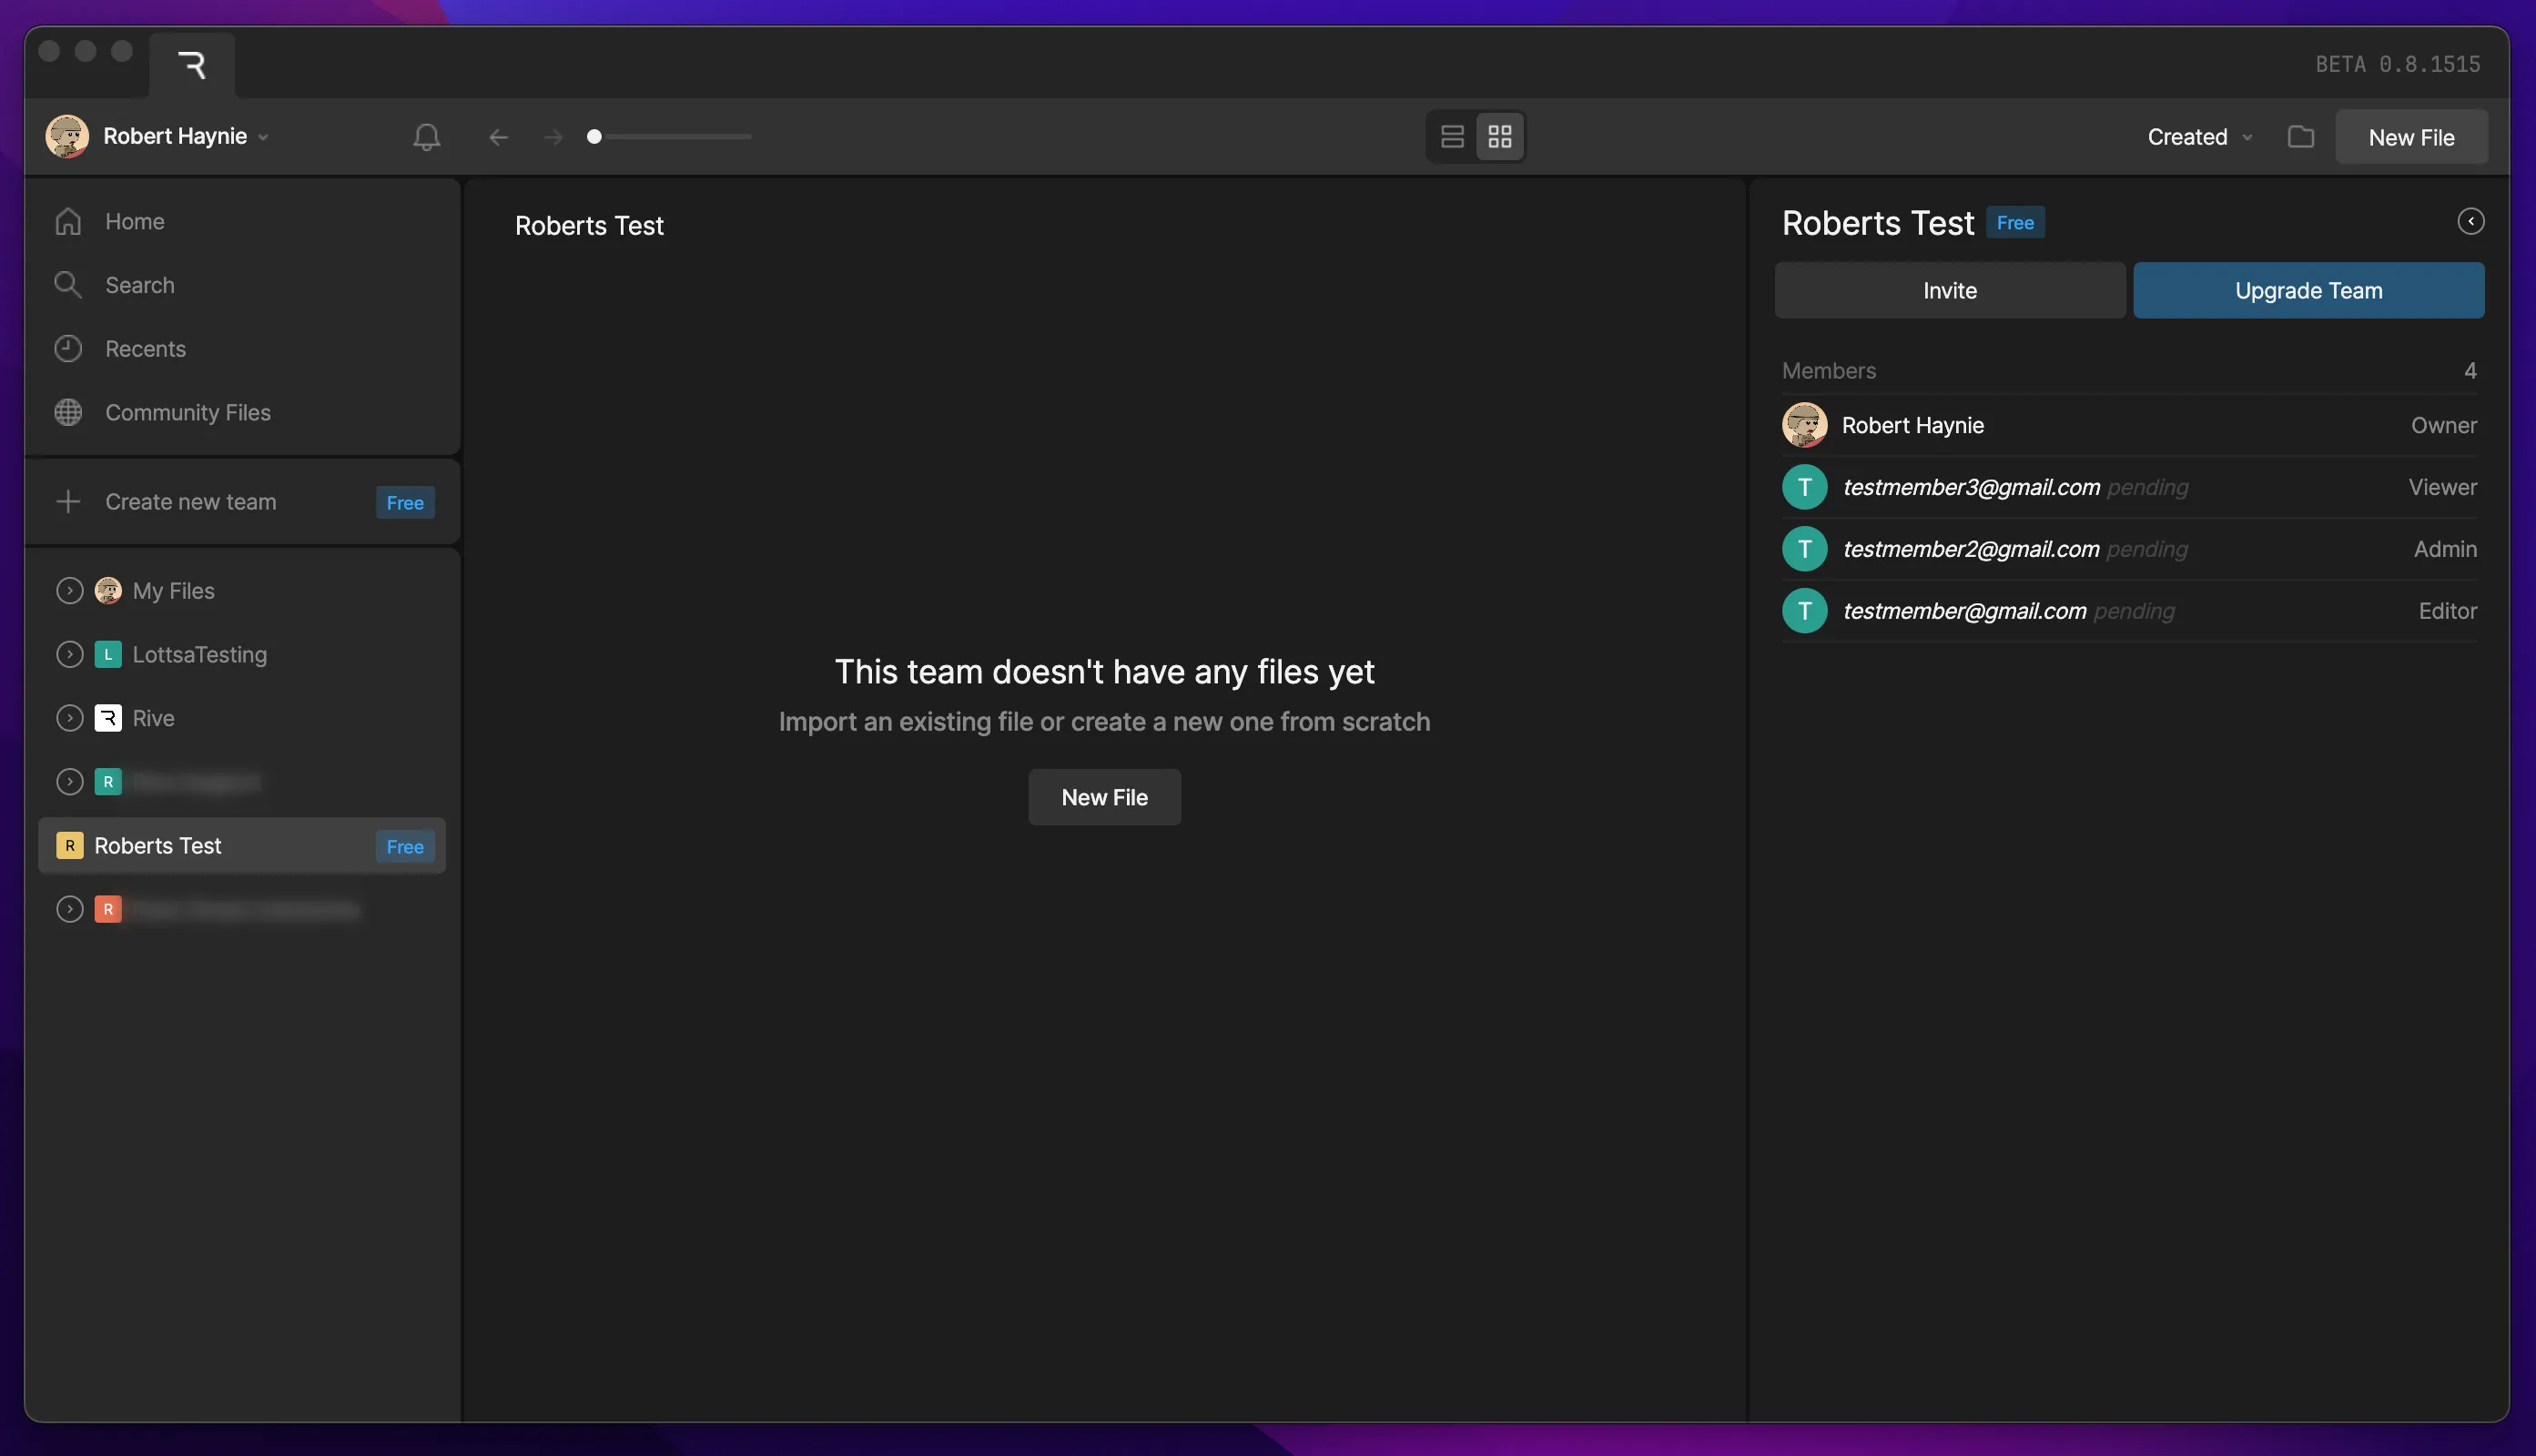 BETA 0.8.1515
Robert Haynie
Created
New File
Home
Search
Recents
Community Files
Create new team Free
My Files
L LottsaTesting
Rive
R
R Roberts Test Free
R
Roberts Test
This team doesn't have any files yet
Import an existing file or create a new one from scratch
New File
Roberts Test Free
Invite
Upgrade Team
Members 4
Robert Haynie Owner
T testmember3@gmail.com pending Viewer
T testmember2@gmail.com pending Admin
T testmember@gmail.com pending Editor